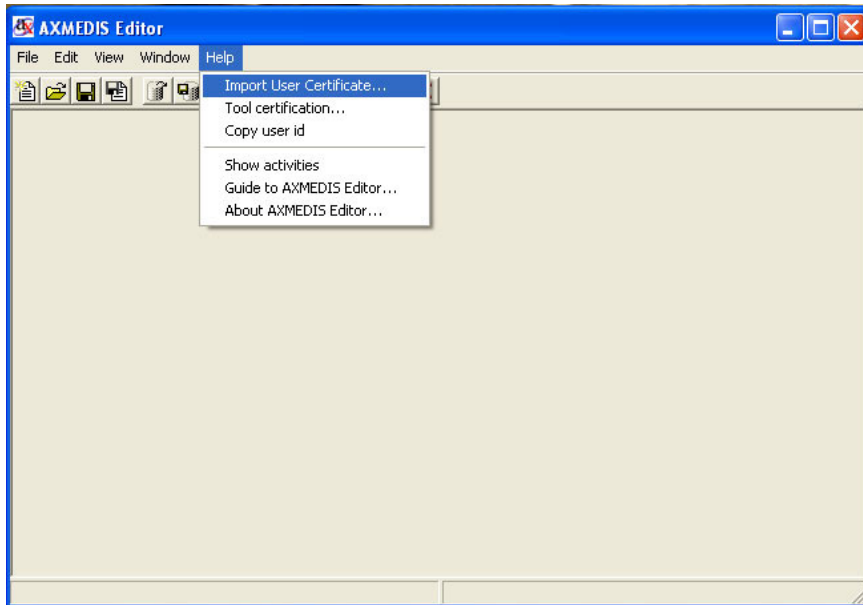 AXMEDIS Editor
File Edit View Window Help
Import User Certificate...
Tool certification...
Copy user id
Show activities
Guide to AXMEDIS Editor...
About AXMEDIS Editor...